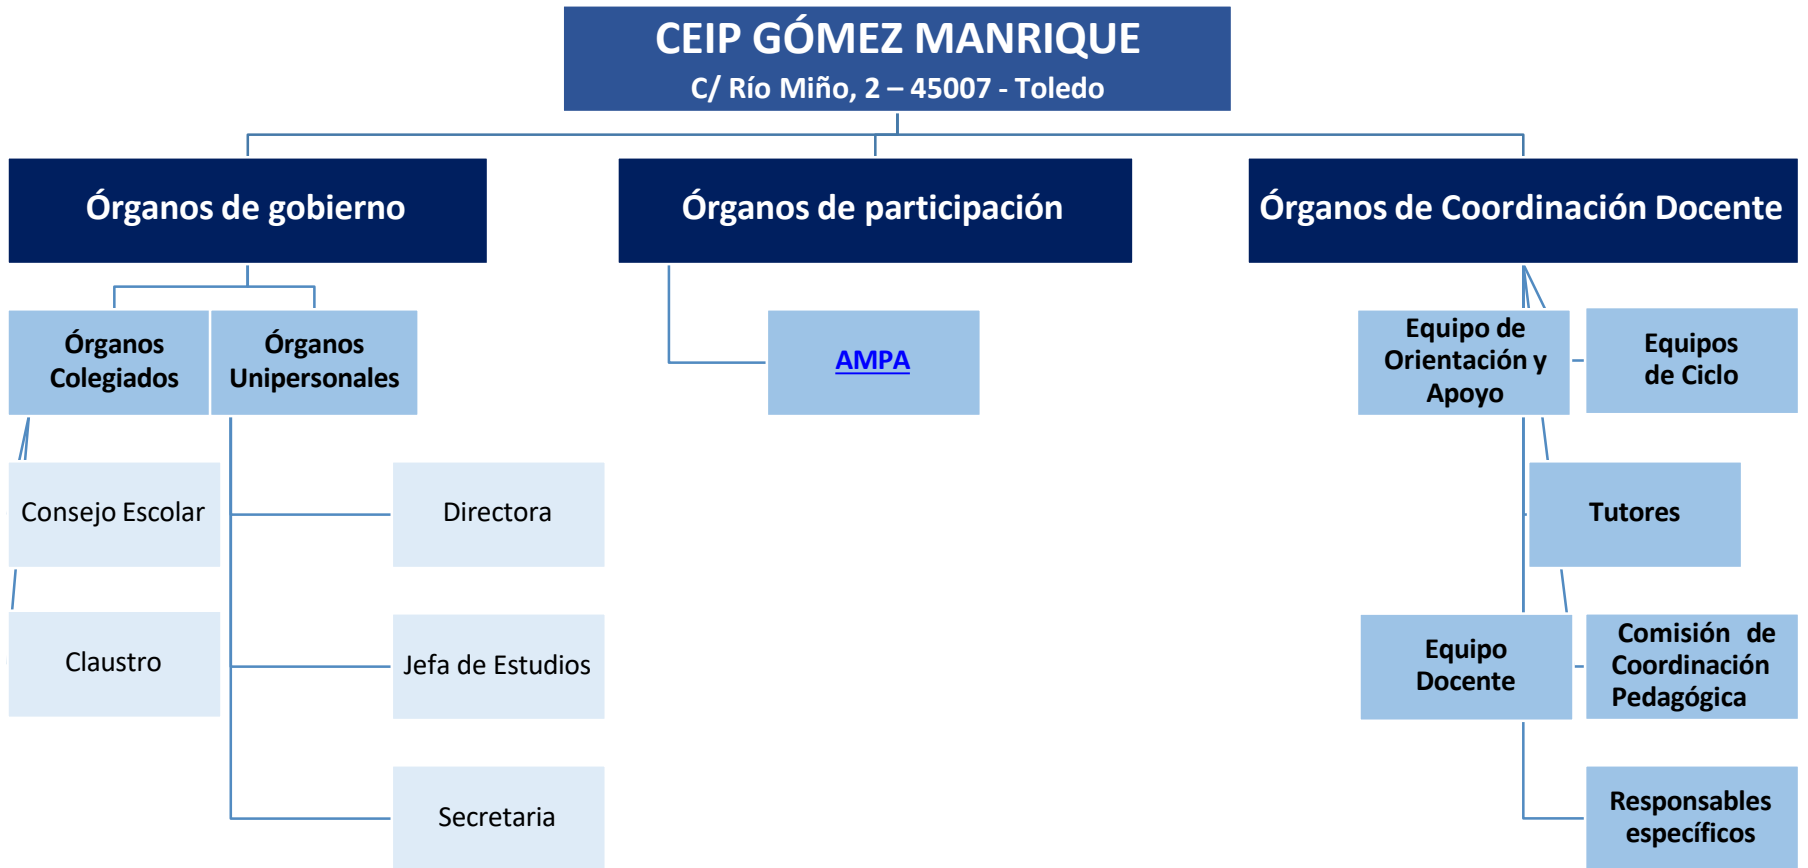 CEIP GÓMEZ MANRIQUE
C/ Río Miño, 2 – 45007 - Toledo
Órganos de gobierno
Órganos de participación
Órganos de Coordinación Docente
Órganos
Colegiados
Órganos
Unipersonales
AMPA
Equipo de
Orientación y
Apoyo
Equipos
de Ciclo
Consejo Escolar
Directora
Tutores
Claustro
Jefa de Estudios
Equipo
Docente
Comisión de
Coordinación
Pedagógica
Secretaria
Responsables
específicos